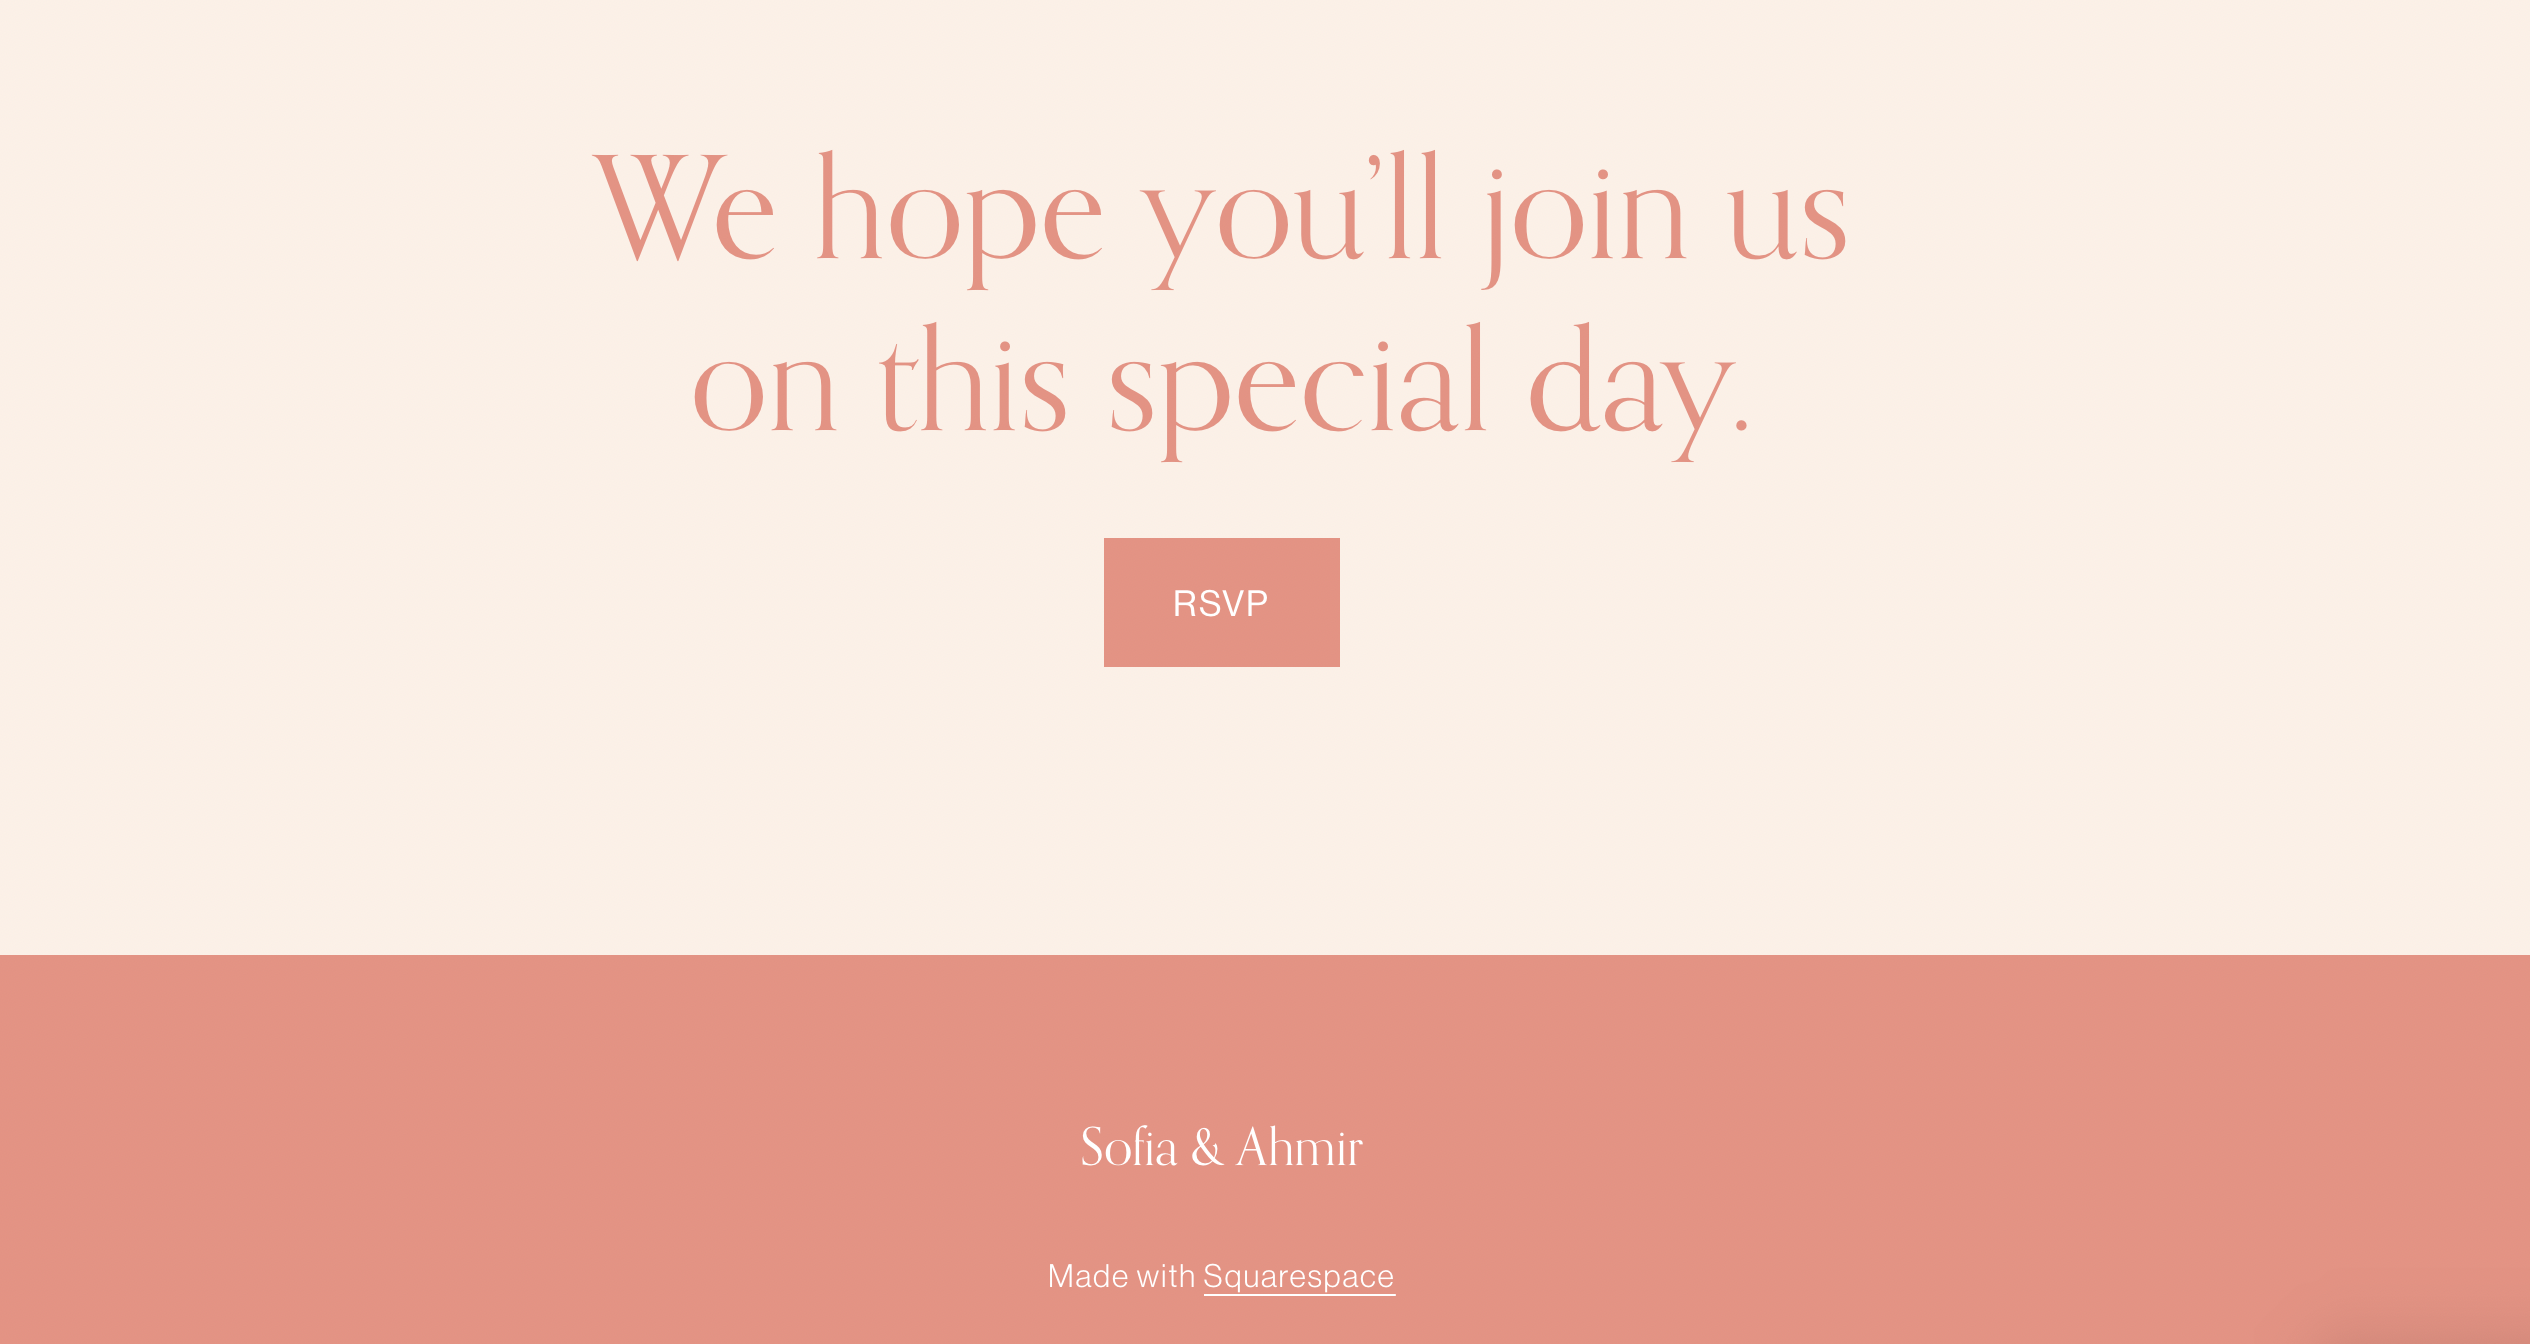 We hope you’ll join us
on this special day.
RSVP
Sofia & Ahmir
Made with Squarespace